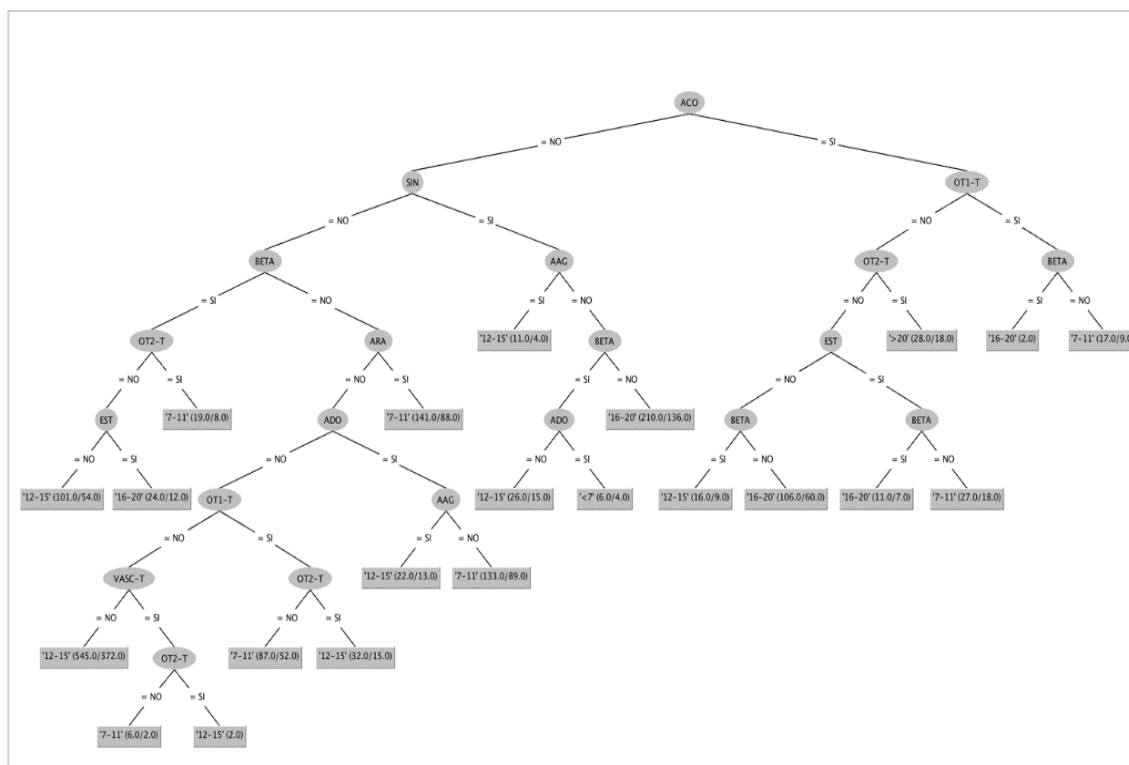 ACO
= NO = SI
SIN OT1-T
= NO = SI = NO = SI
BETA AAG OT2-T BETA
= SI = NO = SI = NO = NO = SI = SI = NO
OT2-T ARA '12-15' (11.0/4.0) BETA EST '>20' (28.0/18.0) '16-20' (2.0) '7-11' (17.0/9.0
= NO = SI = NO = SI = SI = NO = NO = SI
EST '7-11' (19.0/8.0) ADO '7-11' (141.0/88.0) ADO '16-20' (210.0/136.0) BETA BETA
= NO = SI = NO = SI = NO = SI = SI = NO = SI = NO
'12-15' (101.0/54.0) '16-20' (24.0/12.0) OT1-T AAG '12-15' (26.0/15.0) '<7' (6.0/4.0) '12-15' (16.0/9.0) '16-20' (106.0/60.0) '16-20' (11.0/7.0) '7-11' (27.0/18.0)
= NO = SI = SI = NO
VASC-T OT2-T '12-15' (22.0/13.0) '7-11' (133.0/89.0)
= NO = SI = NO = SI
'12-15' (545.0/372.0) OT2-T '7-11' (87.0/52.0) '12-15' (32.0/15.0)
= NO = SI
'7-11' (6.0/2.0) '12-15' (2.0)